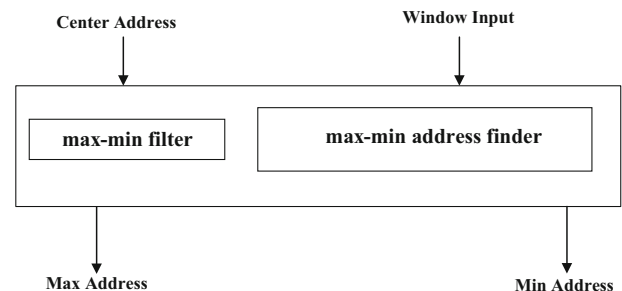 Center Address
Window Input
max-min filter
max-min address finder
Max Address
Min Address